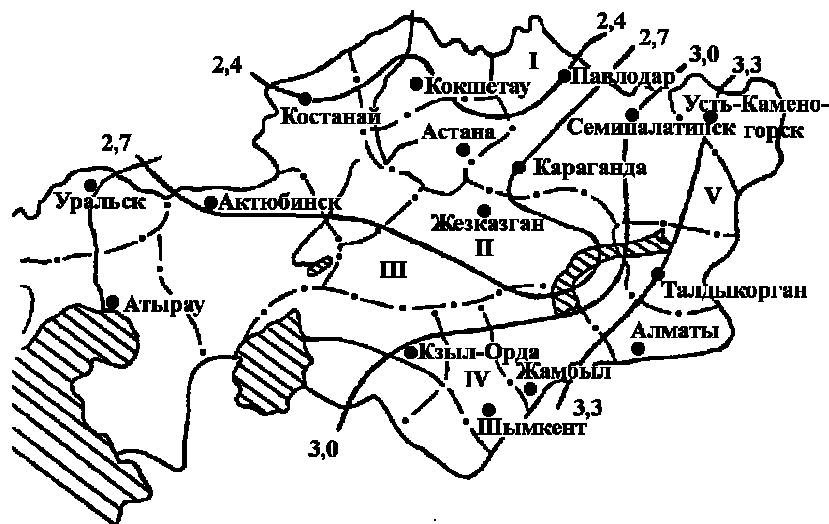 2,4
I
2,4
2,7
3,0
3,3
Кокшетау
Павлодар
Костанай
Семипалатинск
Усть-Камено-
горск
Астана
2,7
Караганда
Уральск
Актюбинск
Жезказган
V
II
III
Атырау
Талдыкорган
Алматы
Кзыл-Орда
IV
Жамбыл
3,3
Шымкент
3,0